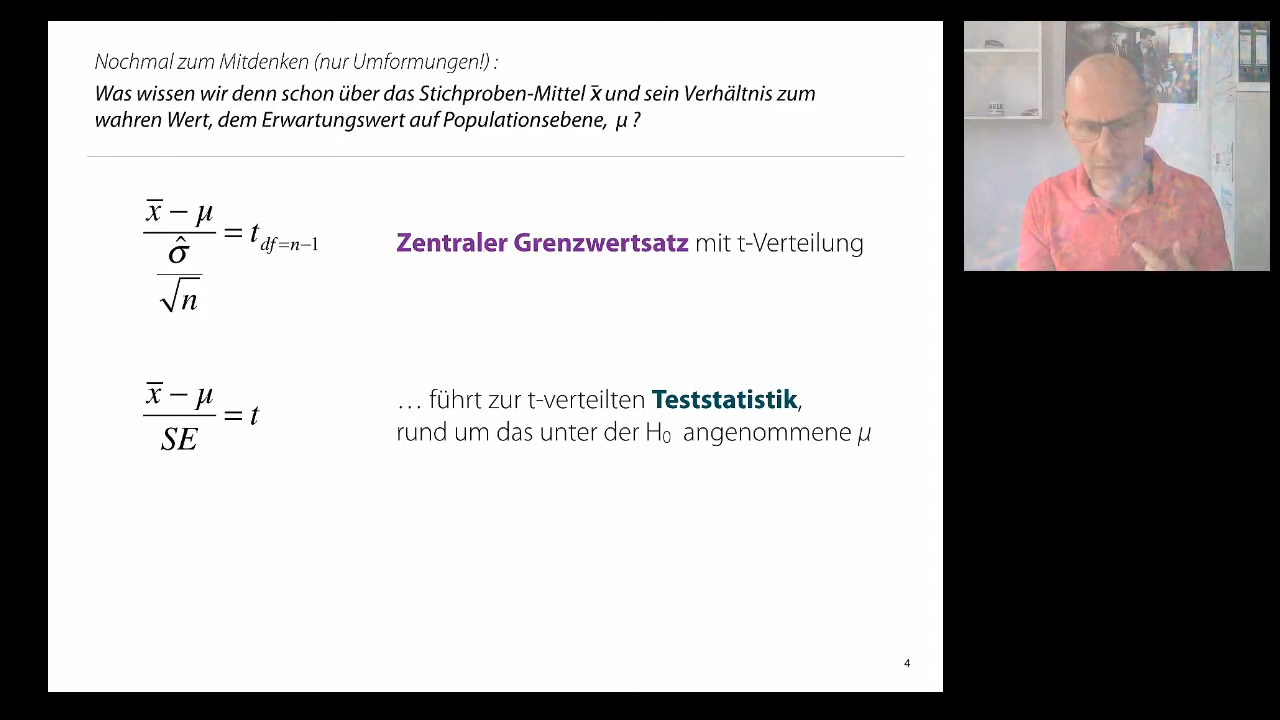 Nochmal zum Mitdenken (nur Umformungen!) :
Was wissen wir denn schon über das Stichproben-Mittel x̄ und sein Verhältnis zum
wahren Wert, dem Erwartungswert auf Populationsebene, μ ?
(x̄ − μ) / (σ̂ / √n) = t_{df=n−1}
Zentraler Grenzwertsatz mit t-Verteilung
(x̄ − μ) / SE = t
… führt zur t-verteilten Teststatistik,
rund um das unter der H₀ angenommene μ
4